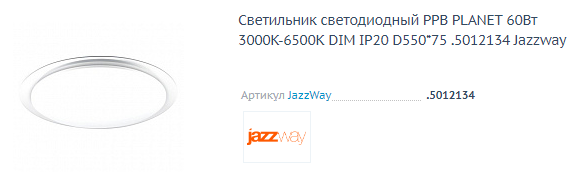 Светильник светодиодный PPB PLANET 60Вт
3000K-6500K DIM IP20 D550*75 .5012134 Jazzway
Артикул JazzWay .5012134
jazzway